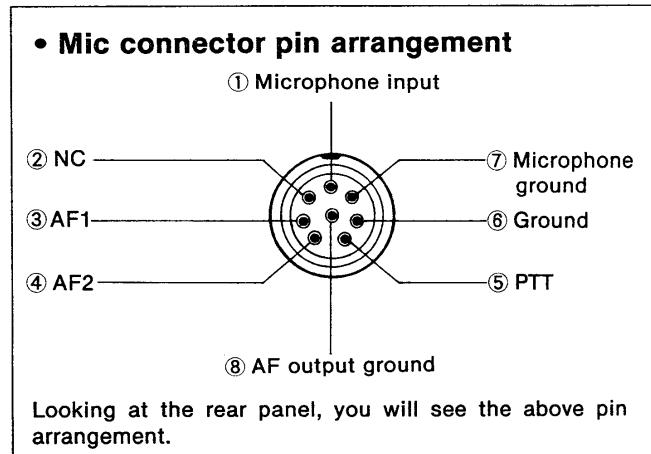 • Mic connector pin arrangement
① Microphone input
② NC
⑦ Microphone
ground
③ AF1
⑥ Ground
④ AF2
⑤ PTT
⑧ AF output ground
Looking at the rear panel, you will see the above pin
arrangement.